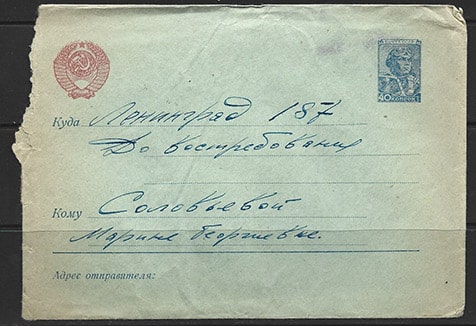 Куда Ленинград 187
До востребования
Кому Соловьевой
Марине Георгиевне.
Адрес отправителя:
40 КОПЕЕК